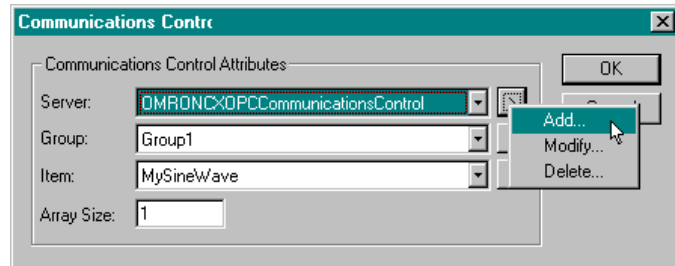 Communications Contro
Communications Control Attributes
OK
Server: OMRONCXOPCCommunicationsControl
Add...
Group: Group1
Modify...
Item: MySineWave
Delete...
Array Size: 1